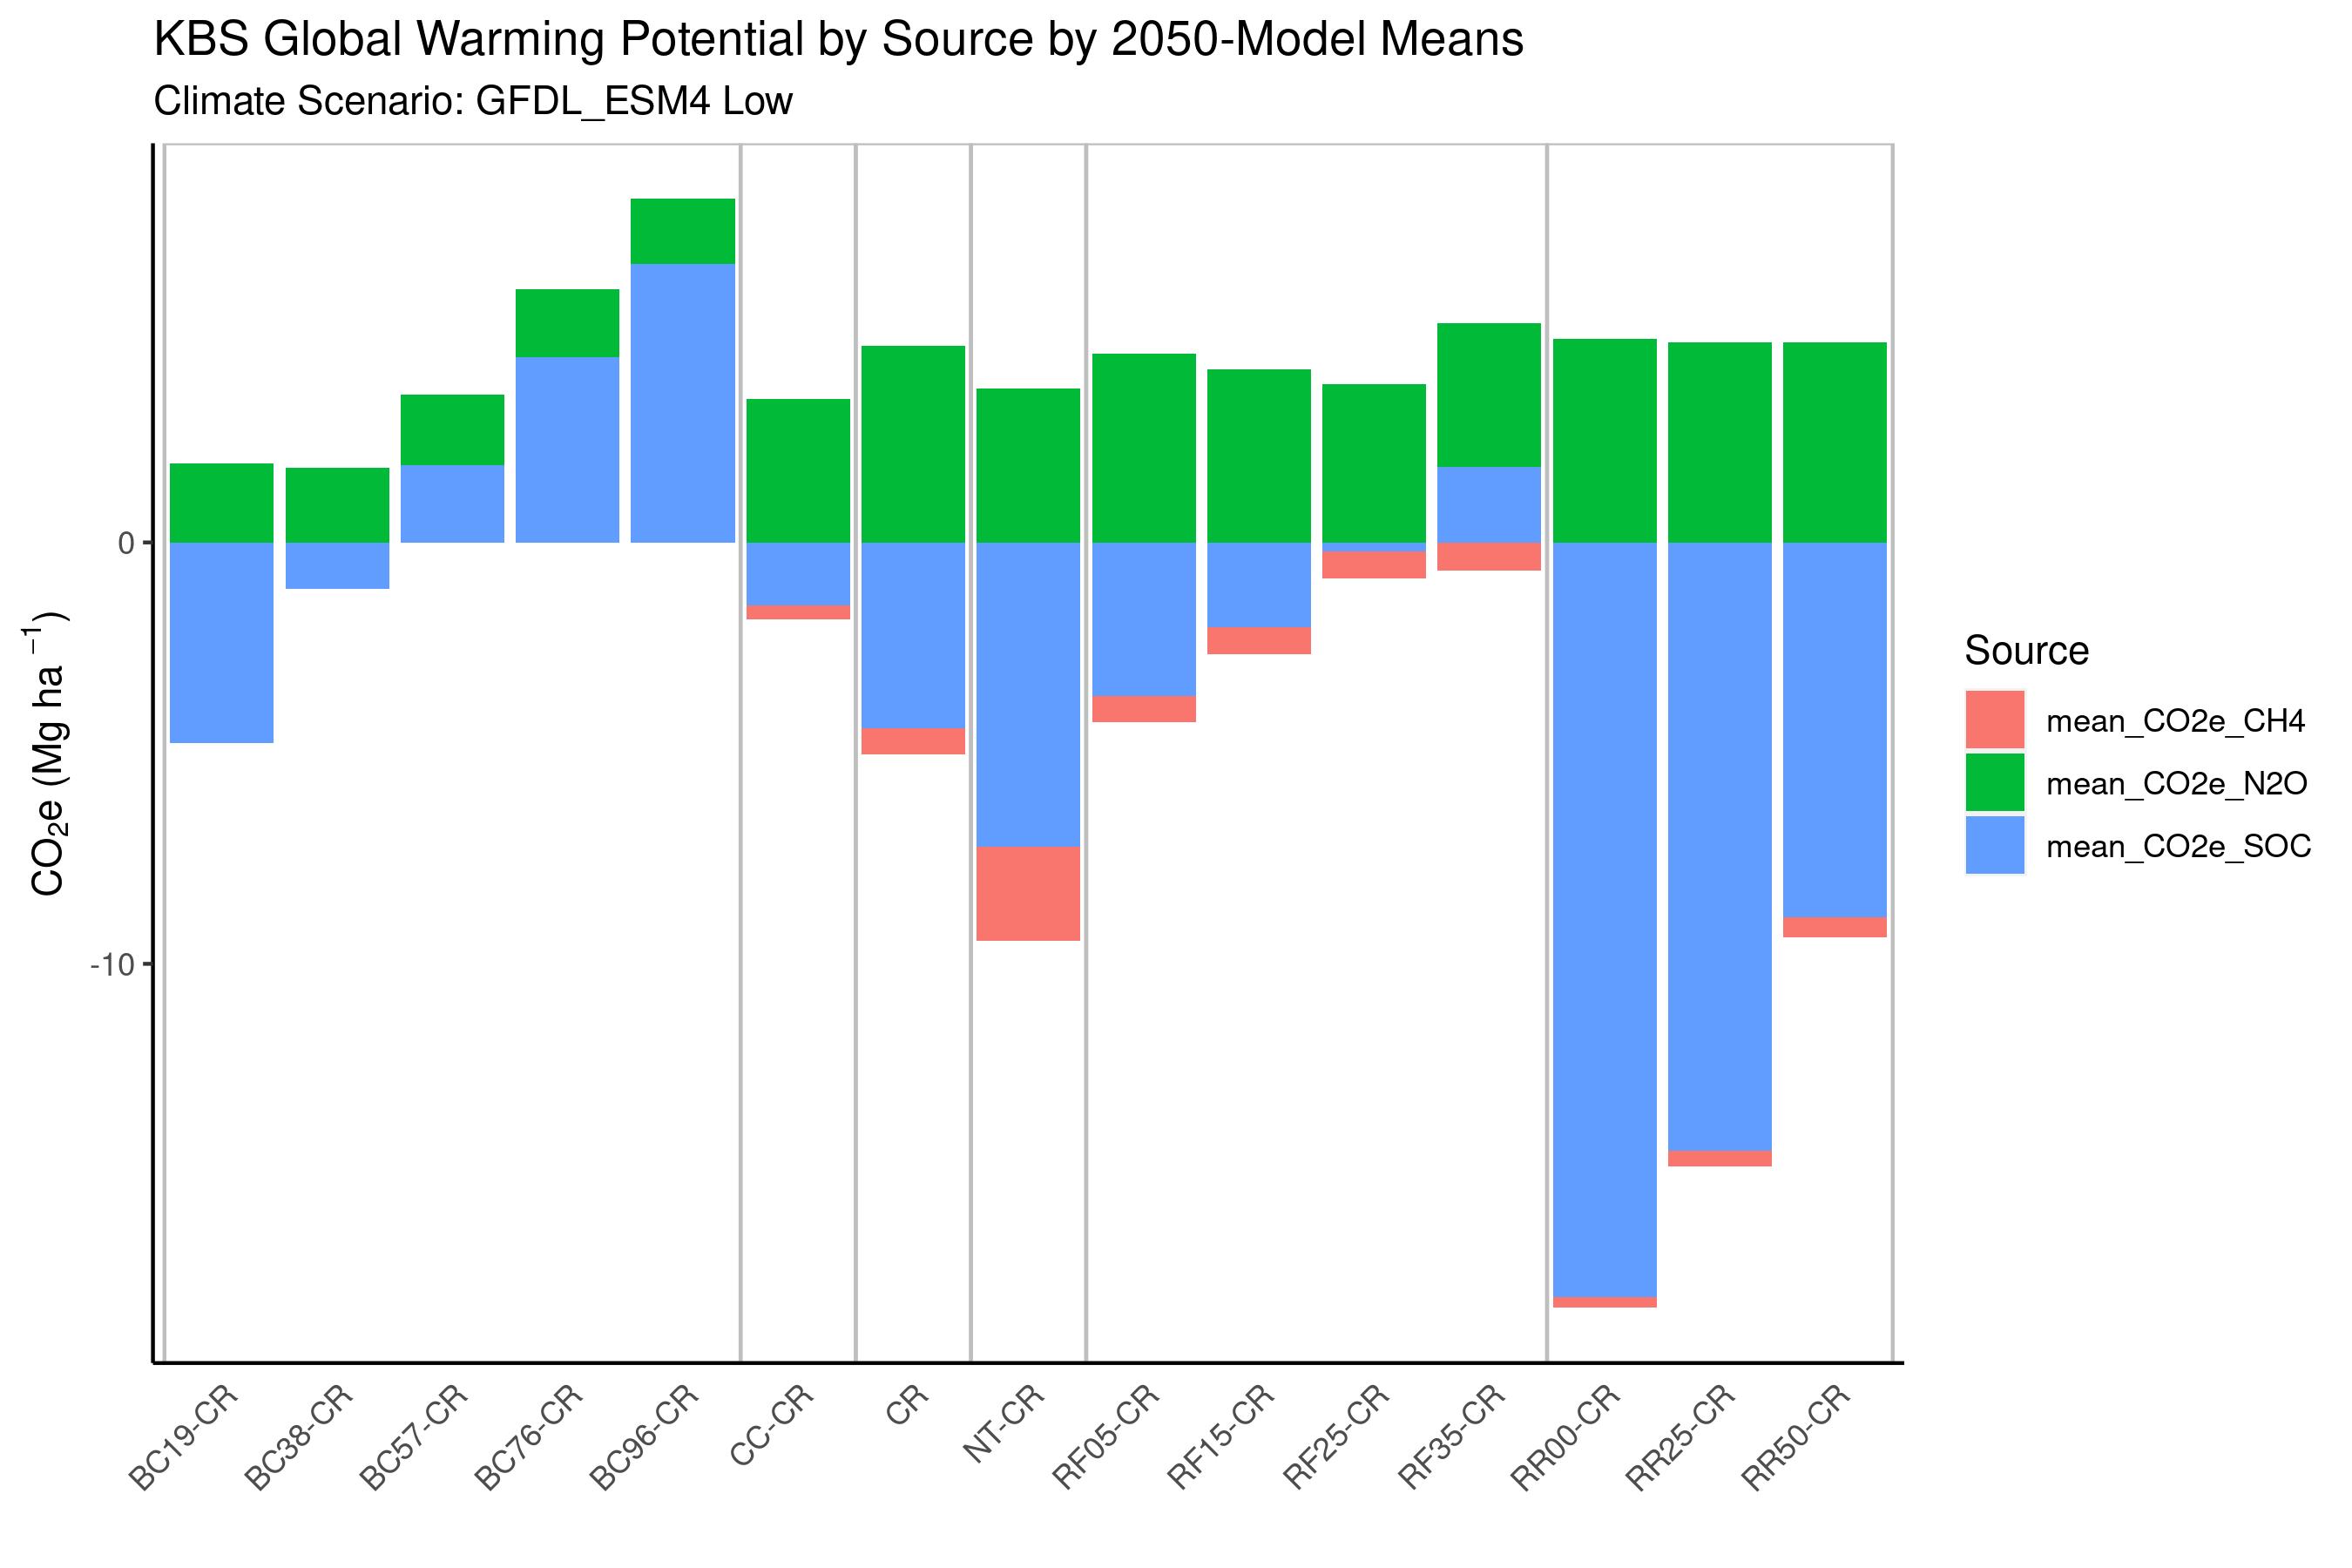 KBS Global Warming Potential by Source by 2050-Model Means
Climate Scenario: GFDL_ESM4 Low
CO₂e (Mg ha ⁻¹)
0
-10
BC19-CR
BC38-CR
BC57-CR
BC76-CR
BC96-CR
CC-CR
CR
NT-CR
RF05-CR
RF15-CR
RF25-CR
RF35-CR
RR00-CR
RR25-CR
RR50-CR
Source
mean_CO2e_CH4
mean_CO2e_N2O
mean_CO2e_SOC